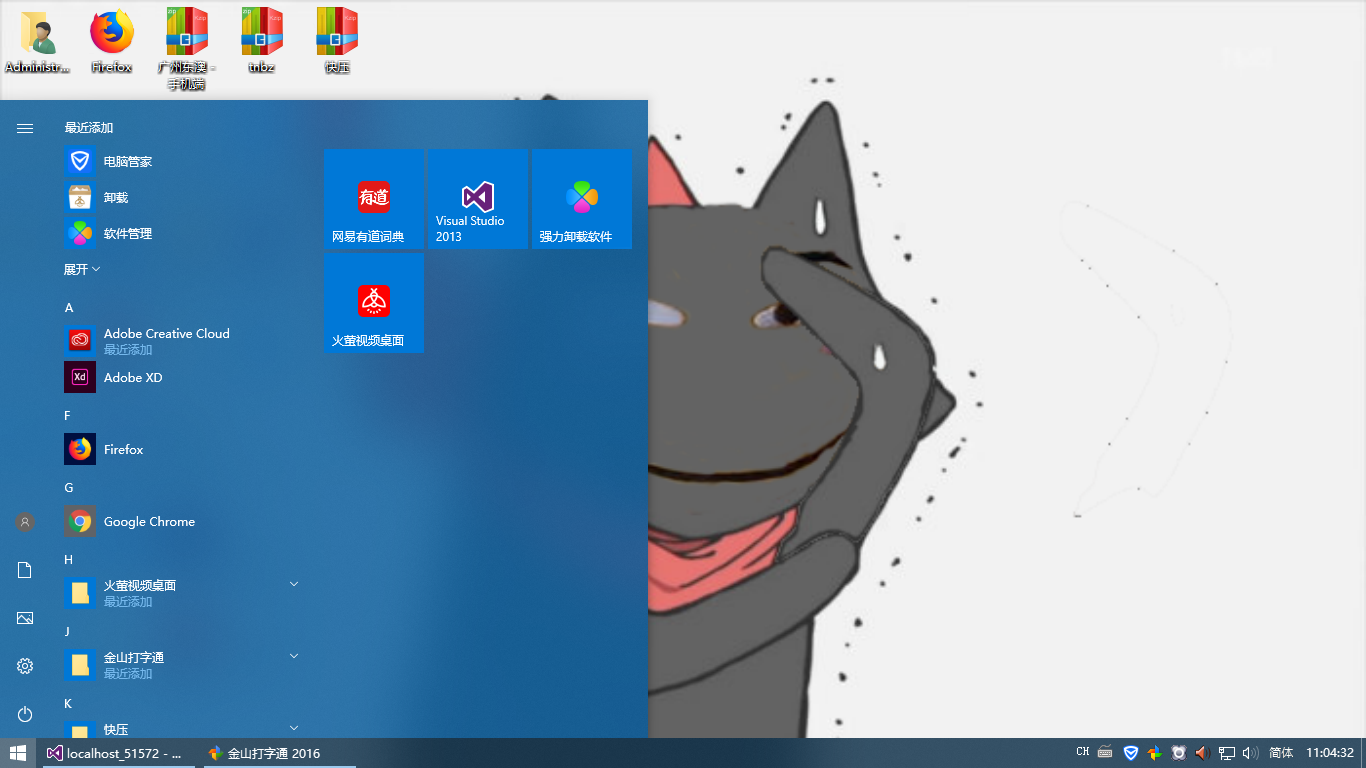 Administr...
Firefox
广州东澳 -
手机端
tnbz
快压
最近添加
电脑管家
卸载
软件管理
展开
A
Adobe Creative Cloud
最近添加
Xd
Adobe XD
F
Firefox
G
Google Chrome
H
火萤视频桌面
最近添加
J
金山打字通
最近添加
K
快压
有道
网易有道词典
Visual Studio
2013
强力卸载软件
火萤视频桌面
localhost_51572 - ...
金山打字通 2016
CH
简体
11:04:32